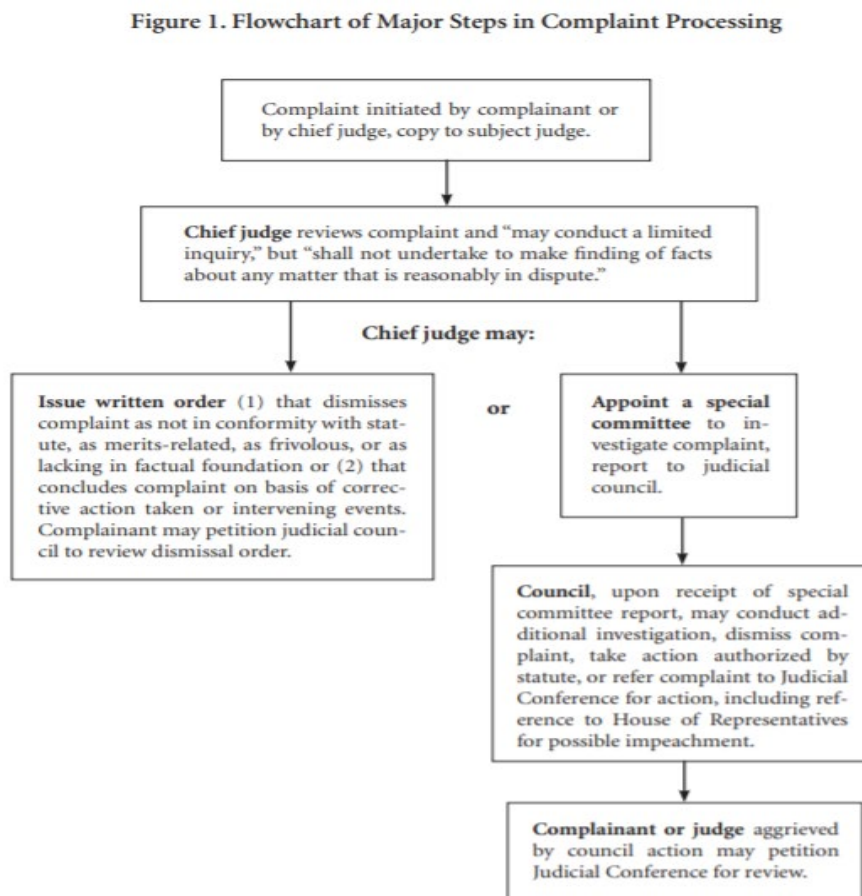 Figure 1. Flowchart of Major Steps in Complaint Processing
Complaint initiated by complainant or
by chief judge, copy to subject judge.
Chief judge reviews complaint and “may conduct a limited
inquiry,” but “shall not undertake to make finding of facts
about any matter that is reasonably in dispute.”
Chief judge may:
Issue written order (1) that dismisses
complaint as not in conformity with stat-
ute, as merits-related, as frivolous, or as
lacking in factual foundation or (2) that
concludes complaint on basis of correc-
tive action taken or intervening events.
Complainant may petition judicial coun-
cil to review dismissal order.
or
Appoint a special
committee to in-
vestigate complaint,
report to judicial
council.
Council, upon receipt of special
committee report, may conduct ad-
ditional investigation, dismiss com-
plaint, take action authorized by
statute, or refer complaint to Judicial
Conference for action, including ref-
erence to House of Representatives
for possible impeachment.
Complainant or judge aggrieved
by council action may petition
Judicial Conference for review.